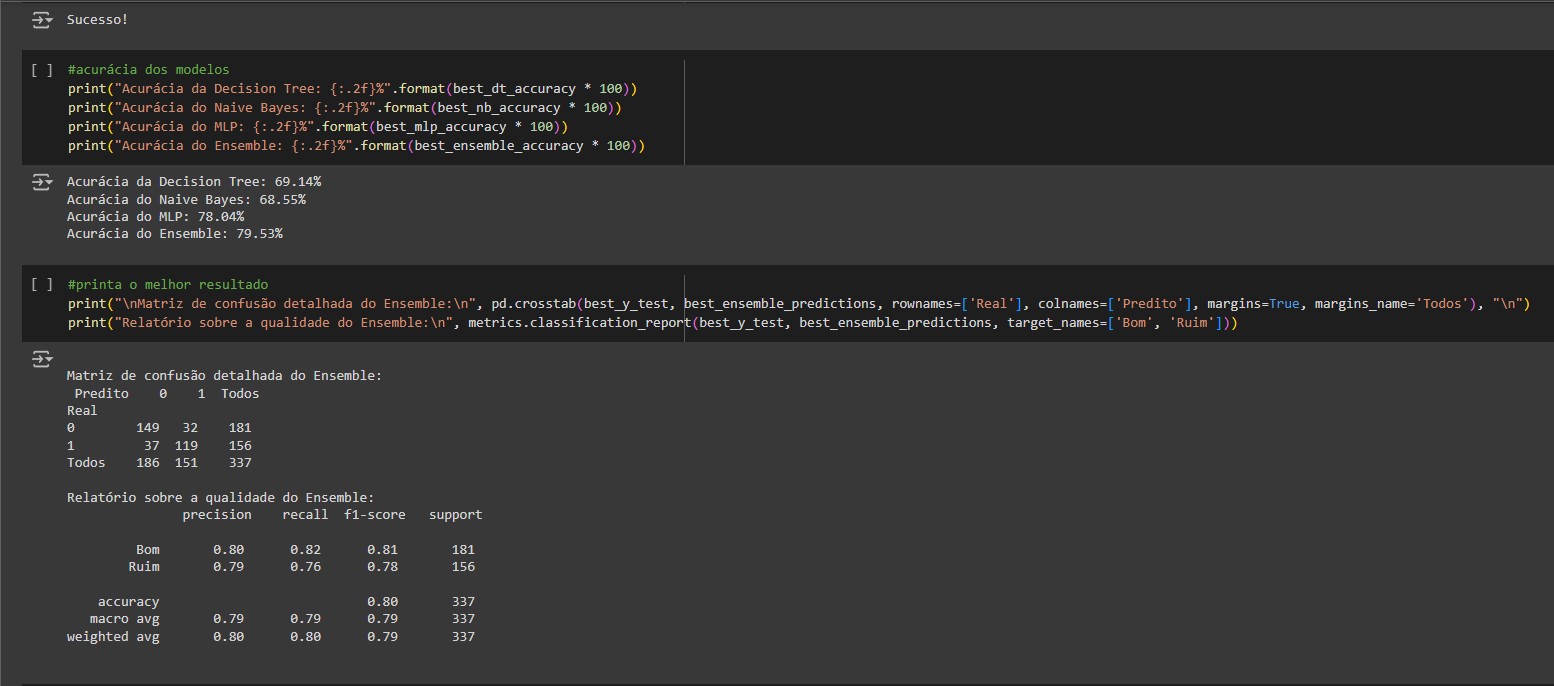 Sucesso!
[ ] #acurácia dos modelos
print("Acurácia da Decision Tree: {:.2f}%".format(best_dt_accuracy * 100))
print("Acurácia do Naive Bayes: {:.2f}%".format(best_nb_accuracy * 100))
print("Acurácia do MLP: {:.2f}%".format(best_mlp_accuracy * 100))
print("Acurácia do Ensemble: {:.2f}%".format(best_ensemble_accuracy * 100))
Acurácia da Decision Tree: 69.14%
Acurácia do Naive Bayes: 68.55%
Acurácia do MLP: 78.04%
Acurácia do Ensemble: 79.53%
[ ] #printa o melhor resultado
print("\nMatriz de confusão detalhada do Ensemble:\n", pd.crosstab(best_y_test, best_ensemble_predictions, rownames=['Real'], colnames=['Predito'], margins=True, margins_name='Todos'), "\n")
print("Relatório sobre a qualidade do Ensemble:\n", metrics.classification_report(best_y_test, best_ensemble_predictions, target_names=['Bom', 'Ruim']))
Matriz de confusão detalhada do Ensemble:
Predito 0 1 Todos
Real
0 149 32 181
1 37 119 156
Todos 186 151 337
Relatório sobre a qualidade do Ensemble:
precision recall f1-score support
Bom 0.80 0.82 0.81 181
Ruim 0.79 0.76 0.78 156
accuracy 0.80 337
macro avg 0.79 0.79 0.79 337
weighted avg 0.80 0.80 0.79 337